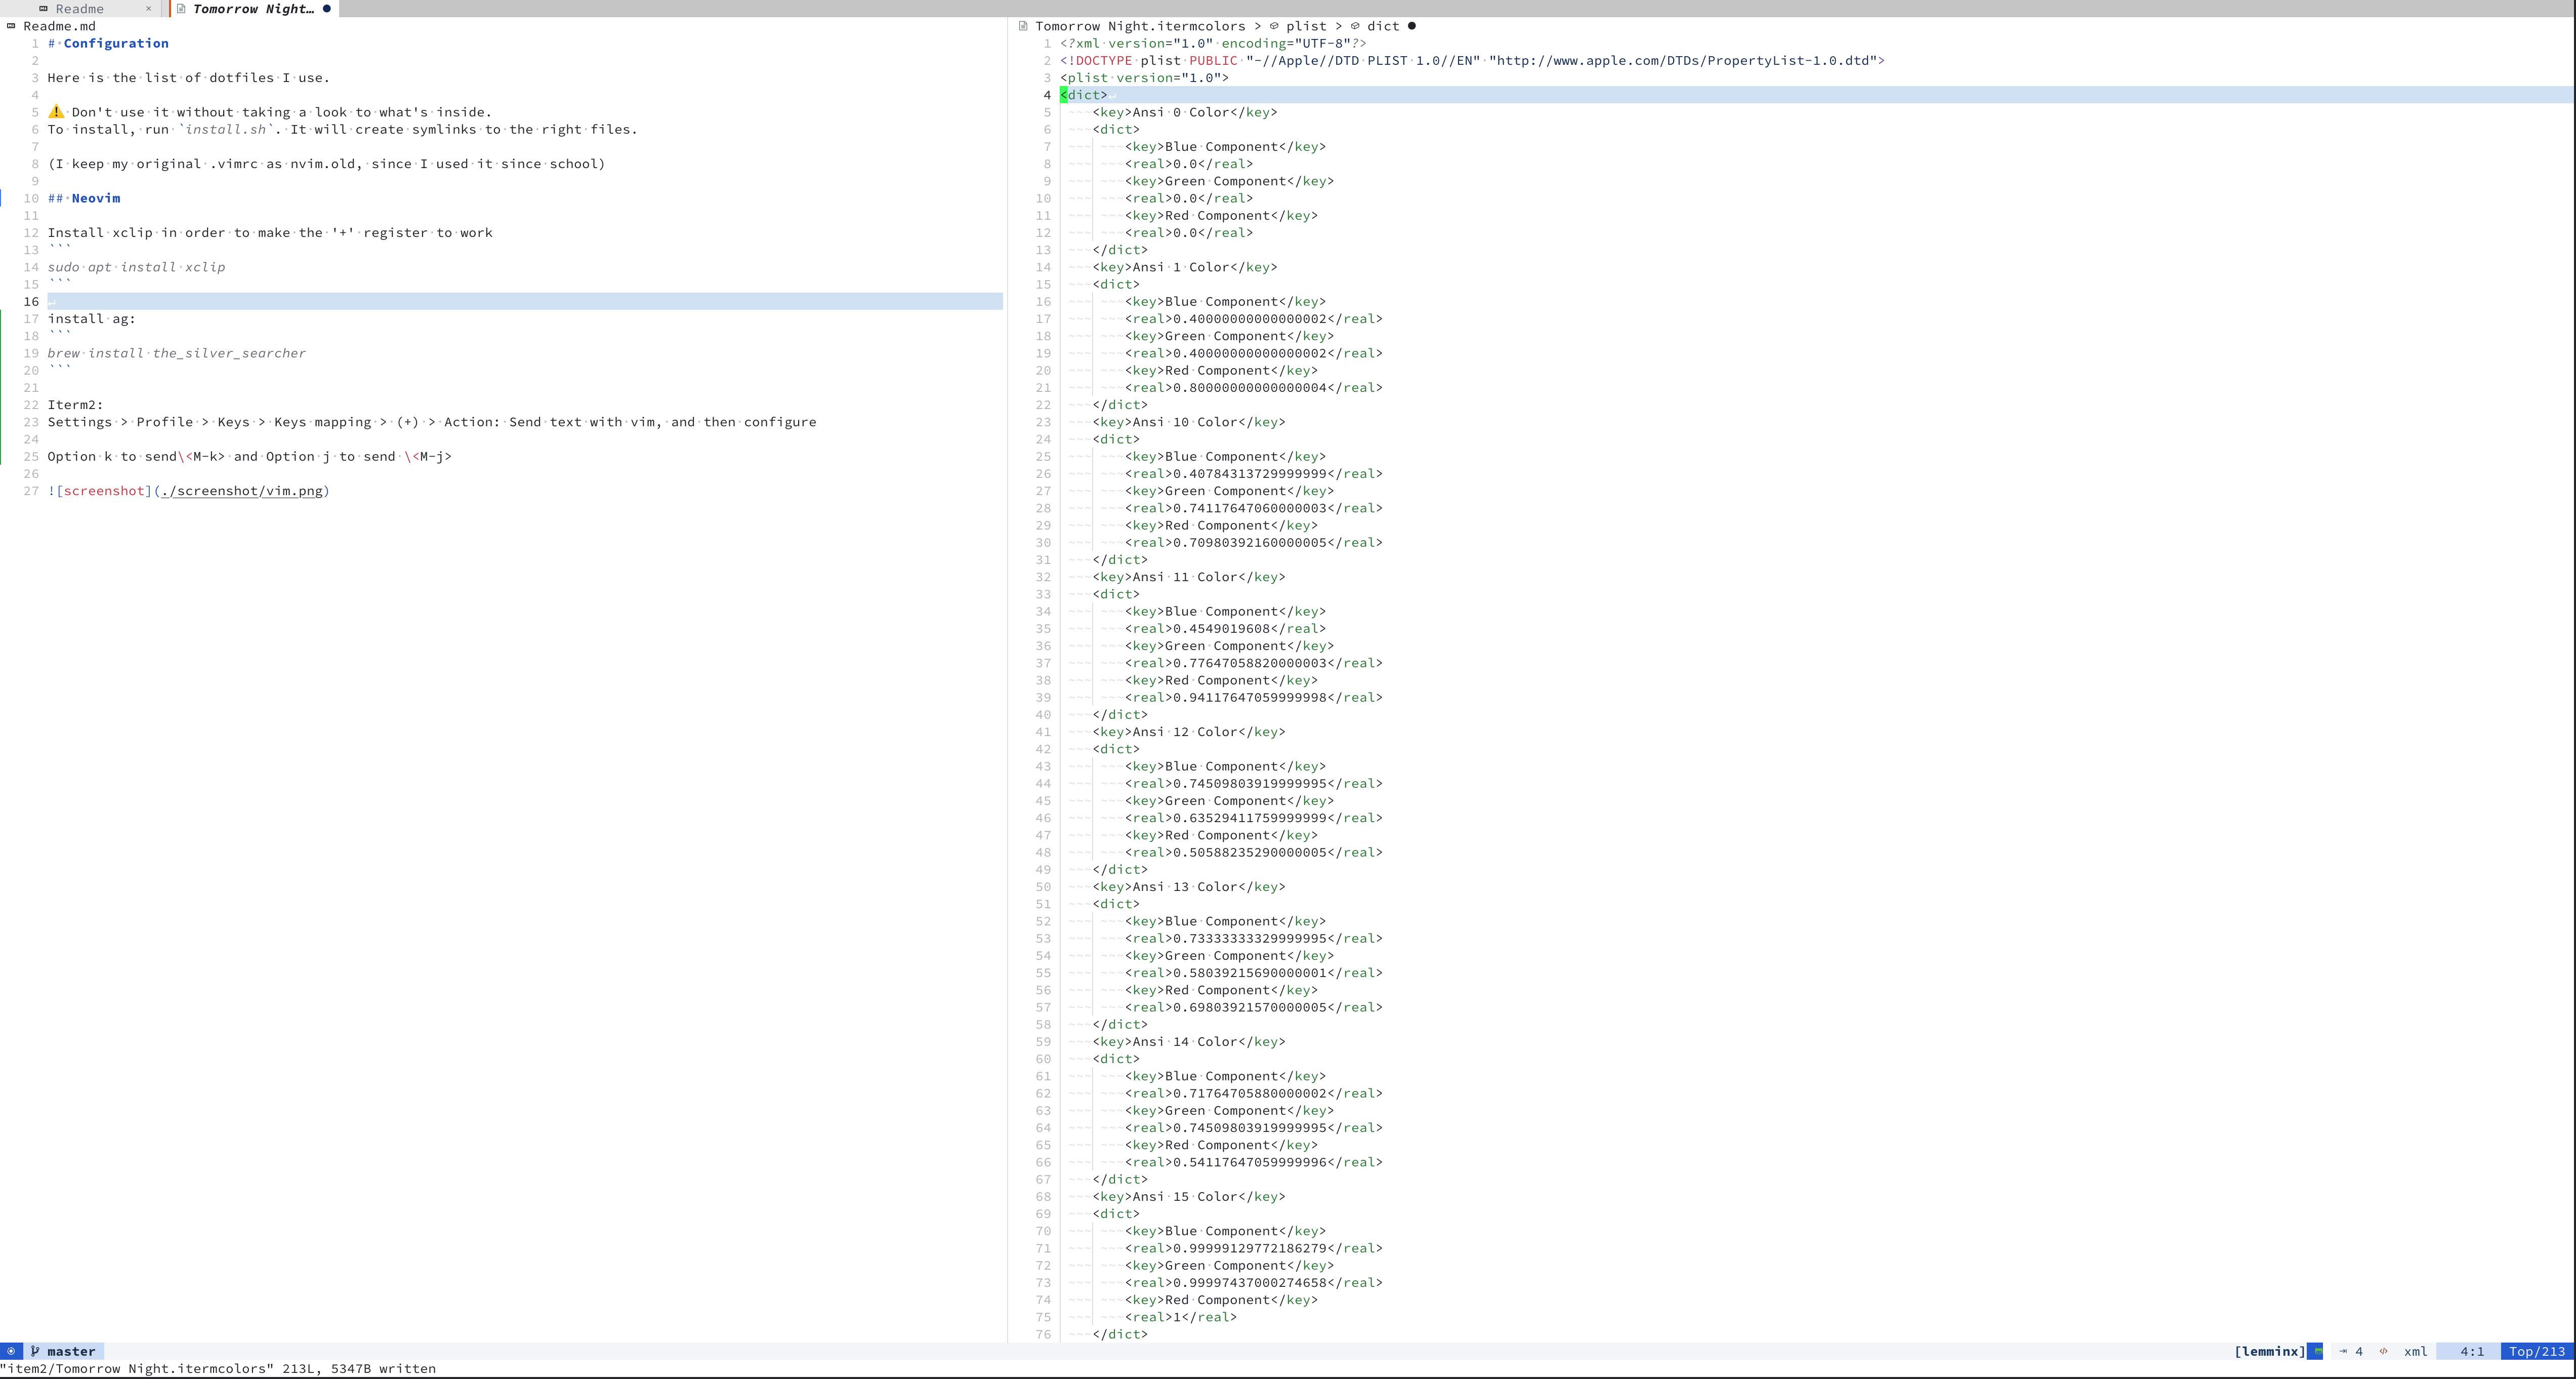 Readme × Tomorrow Night… ●
Readme.md
1 # Configuration
2
3 Here is the list of dotfiles I use.
4
5 ⚠ Don't use it without taking a look to what's inside.
6 To install, run `install.sh`. It will create symlinks to the right files.
7
8 (I keep my original .vimrc as nvim.old, since I used it since school)
9
10 ## Neovim
11
12 Install xclip in order to make the '+' register to work
13 ```
14 sudo apt install xclip
15 ```
16
17 install ag:
18 ```
19 brew install the_silver_searcher
20 ```
21
22 Iterm2:
23 Settings > Profile > Keys > Keys mapping > (+) > Action: Send text with vim, and then configure
24
25 Option k to send\<M-k> and Option j to send \<M-j>
26
27 ![screenshot](./screenshot/vim.png)
Tomorrow Night.itermcolors > plist > dict ●
1 <?xml version="1.0" encoding="UTF-8"?>
2 <!DOCTYPE plist PUBLIC "-//Apple//DTD PLIST 1.0//EN" "http://www.apple.com/DTDs/PropertyList-1.0.dtd">
3 <plist version="1.0">
4 <dict>
5 <key>Ansi 0 Color</key>
6 <dict>
7 <key>Blue Component</key>
8 <real>0.0</real>
9 <key>Green Component</key>
10 <real>0.0</real>
11 <key>Red Component</key>
12 <real>0.0</real>
13 </dict>
14 <key>Ansi 1 Color</key>
15 <dict>
16 <key>Blue Component</key>
17 <real>0.40000000000000002</real>
18 <key>Green Component</key>
19 <real>0.40000000000000002</real>
20 <key>Red Component</key>
21 <real>0.80000000000000004</real>
22 </dict>
23 <key>Ansi 10 Color</key>
24 <dict>
25 <key>Blue Component</key>
26 <real>0.40784313729999999</real>
27 <key>Green Component</key>
28 <real>0.74117647060000003</real>
29 <key>Red Component</key>
30 <real>0.70980392160000005</real>
31 </dict>
32 <key>Ansi 11 Color</key>
33 <dict>
34 <key>Blue Component</key>
35 <real>0.4549019608</real>
36 <key>Green Component</key>
37 <real>0.77647058820000003</real>
38 <key>Red Component</key>
39 <real>0.94117647059999998</real>
40 </dict>
41 <key>Ansi 12 Color</key>
42 <dict>
43 <key>Blue Component</key>
44 <real>0.74509803919999995</real>
45 <key>Green Component</key>
46 <real>0.63529411759999999</real>
47 <key>Red Component</key>
48 <real>0.50588235290000005</real>
49 </dict>
50 <key>Ansi 13 Color</key>
51 <dict>
52 <key>Blue Component</key>
53 <real>0.73333333329999995</real>
54 <key>Green Component</key>
55 <real>0.58039215690000001</real>
56 <key>Red Component</key>
57 <real>0.69803921570000005</real>
58 </dict>
59 <key>Ansi 14 Color</key>
60 <dict>
61 <key>Blue Component</key>
62 <real>0.71764705880000002</real>
63 <key>Green Component</key>
64 <real>0.74509803919999995</real>
65 <key>Red Component</key>
66 <real>0.54117647059999996</real>
67 </dict>
68 <key>Ansi 15 Color</key>
69 <dict>
70 <key>Blue Component</key>
71 <real>0.99999129772186279</real>
72 <key>Green Component</key>
73 <real>0.99997437000274658</real>
74 <key>Red Component</key>
75 <real>1</real>
76 </dict>
master [lemminx] ⇥ 4 </> xml 4:1 Top/213
"item2/Tomorrow Night.itermcolors" 213L, 5347B written